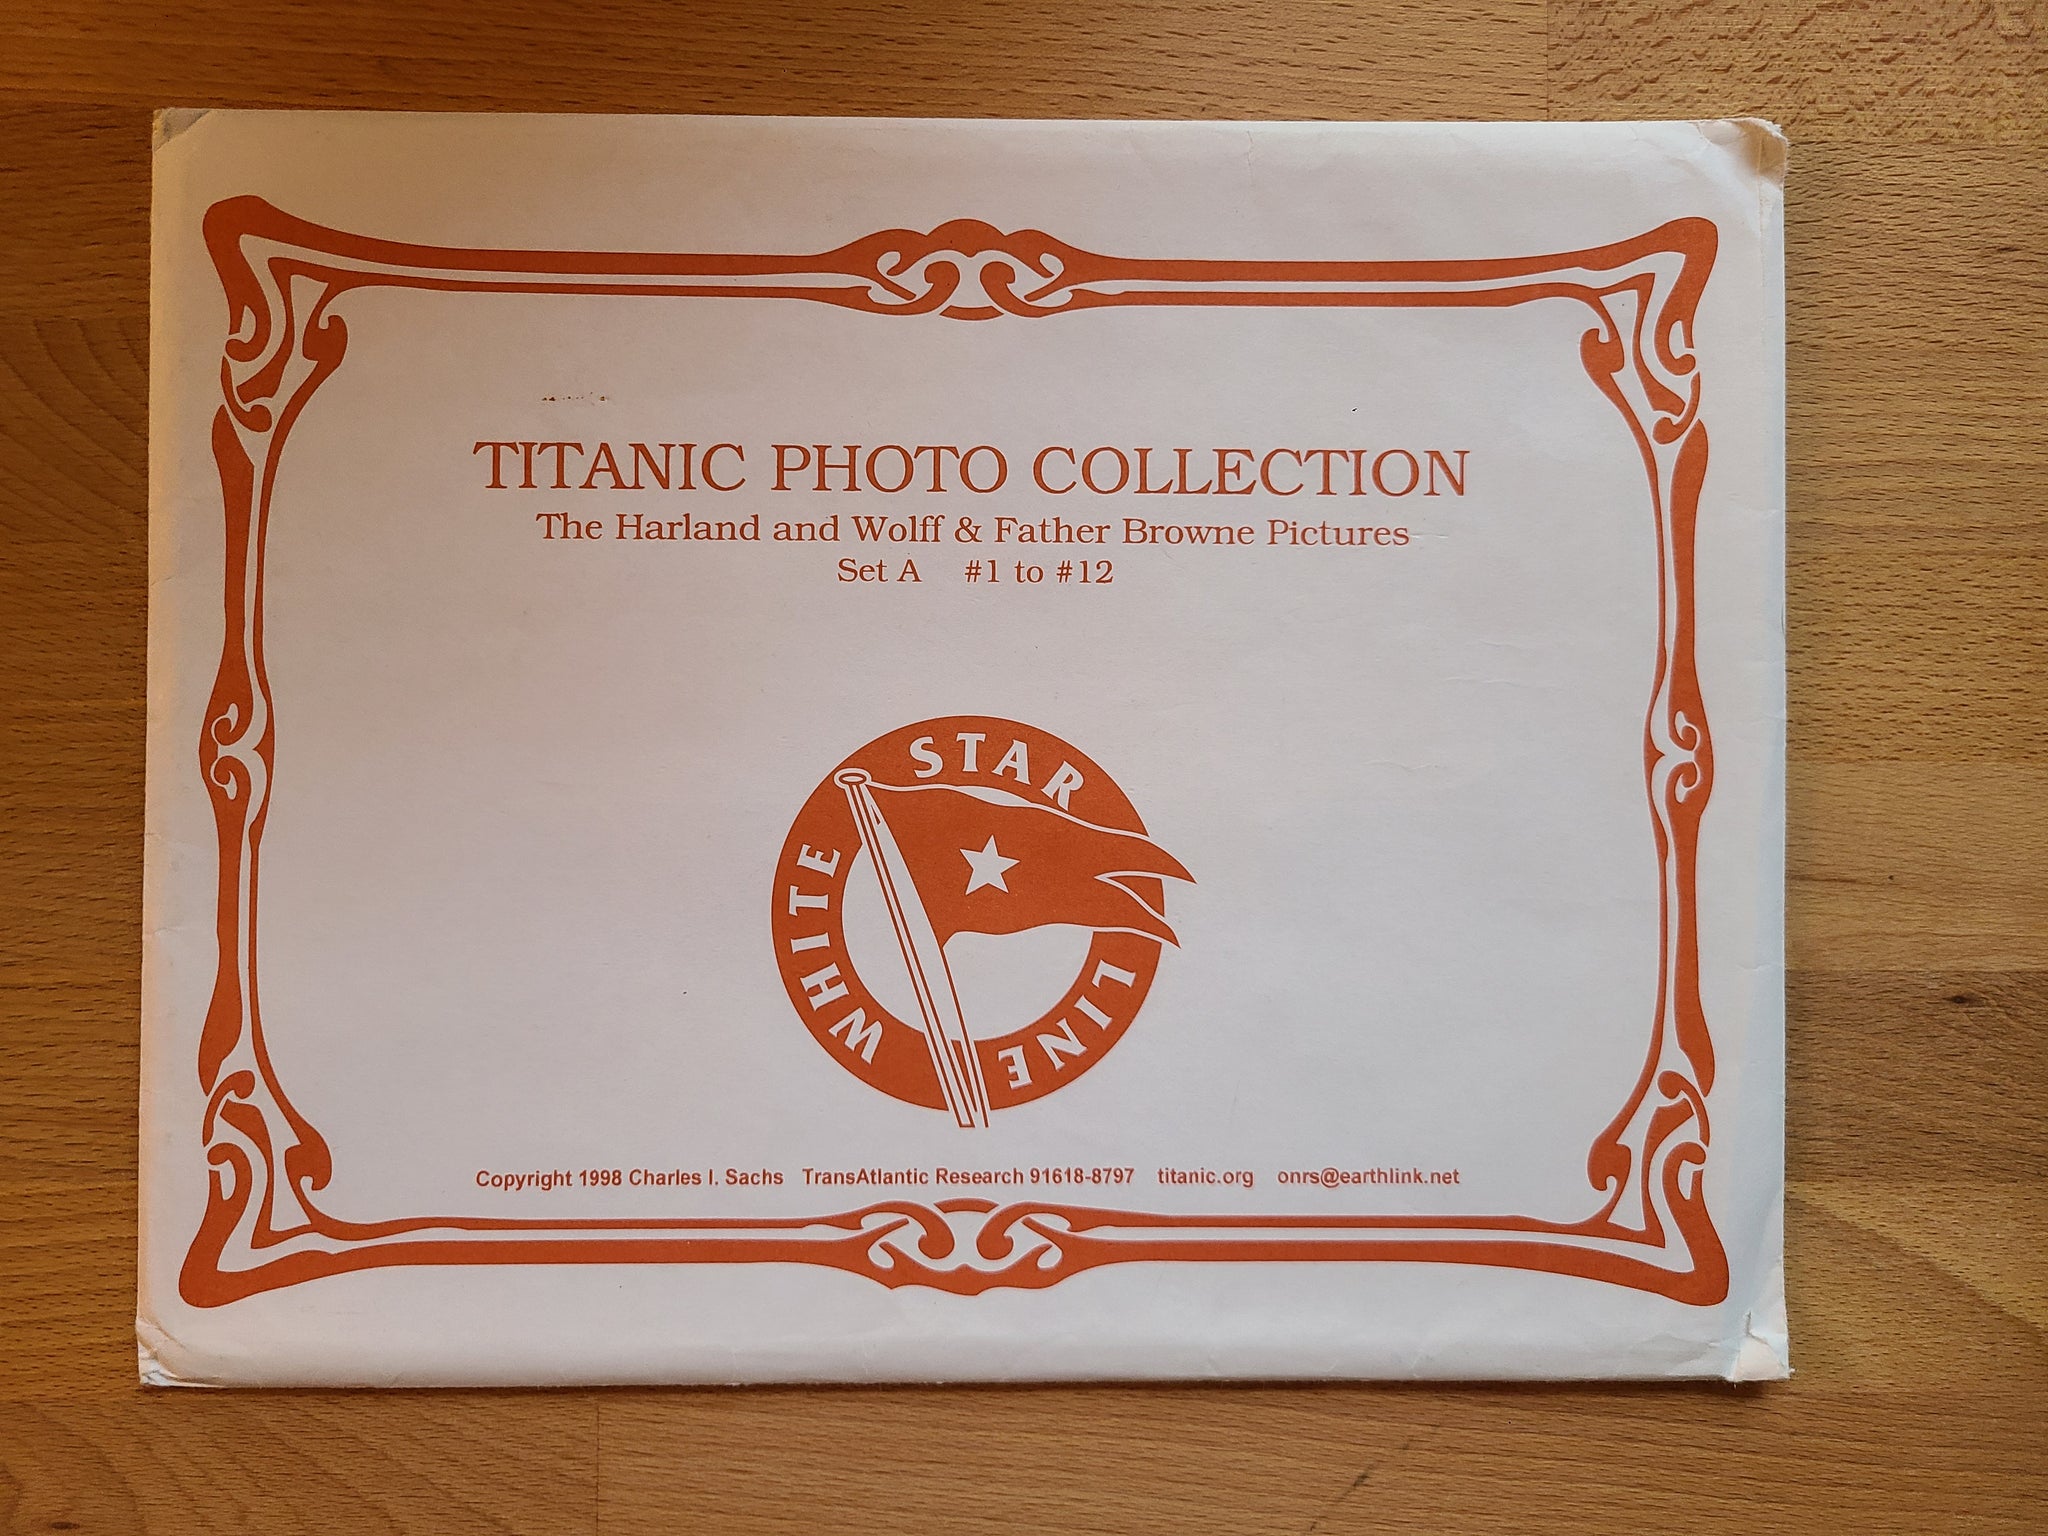 TITANIC PHOTO COLLECTION
The Harland and Wolff & Father Browne Pictures
Set A #1 to #12
WHITE STAR LINE
Copyright 1998 Charles I. Sachs TransAtlantic Research 91618-8797 titanic.org onrs@earthlink.net